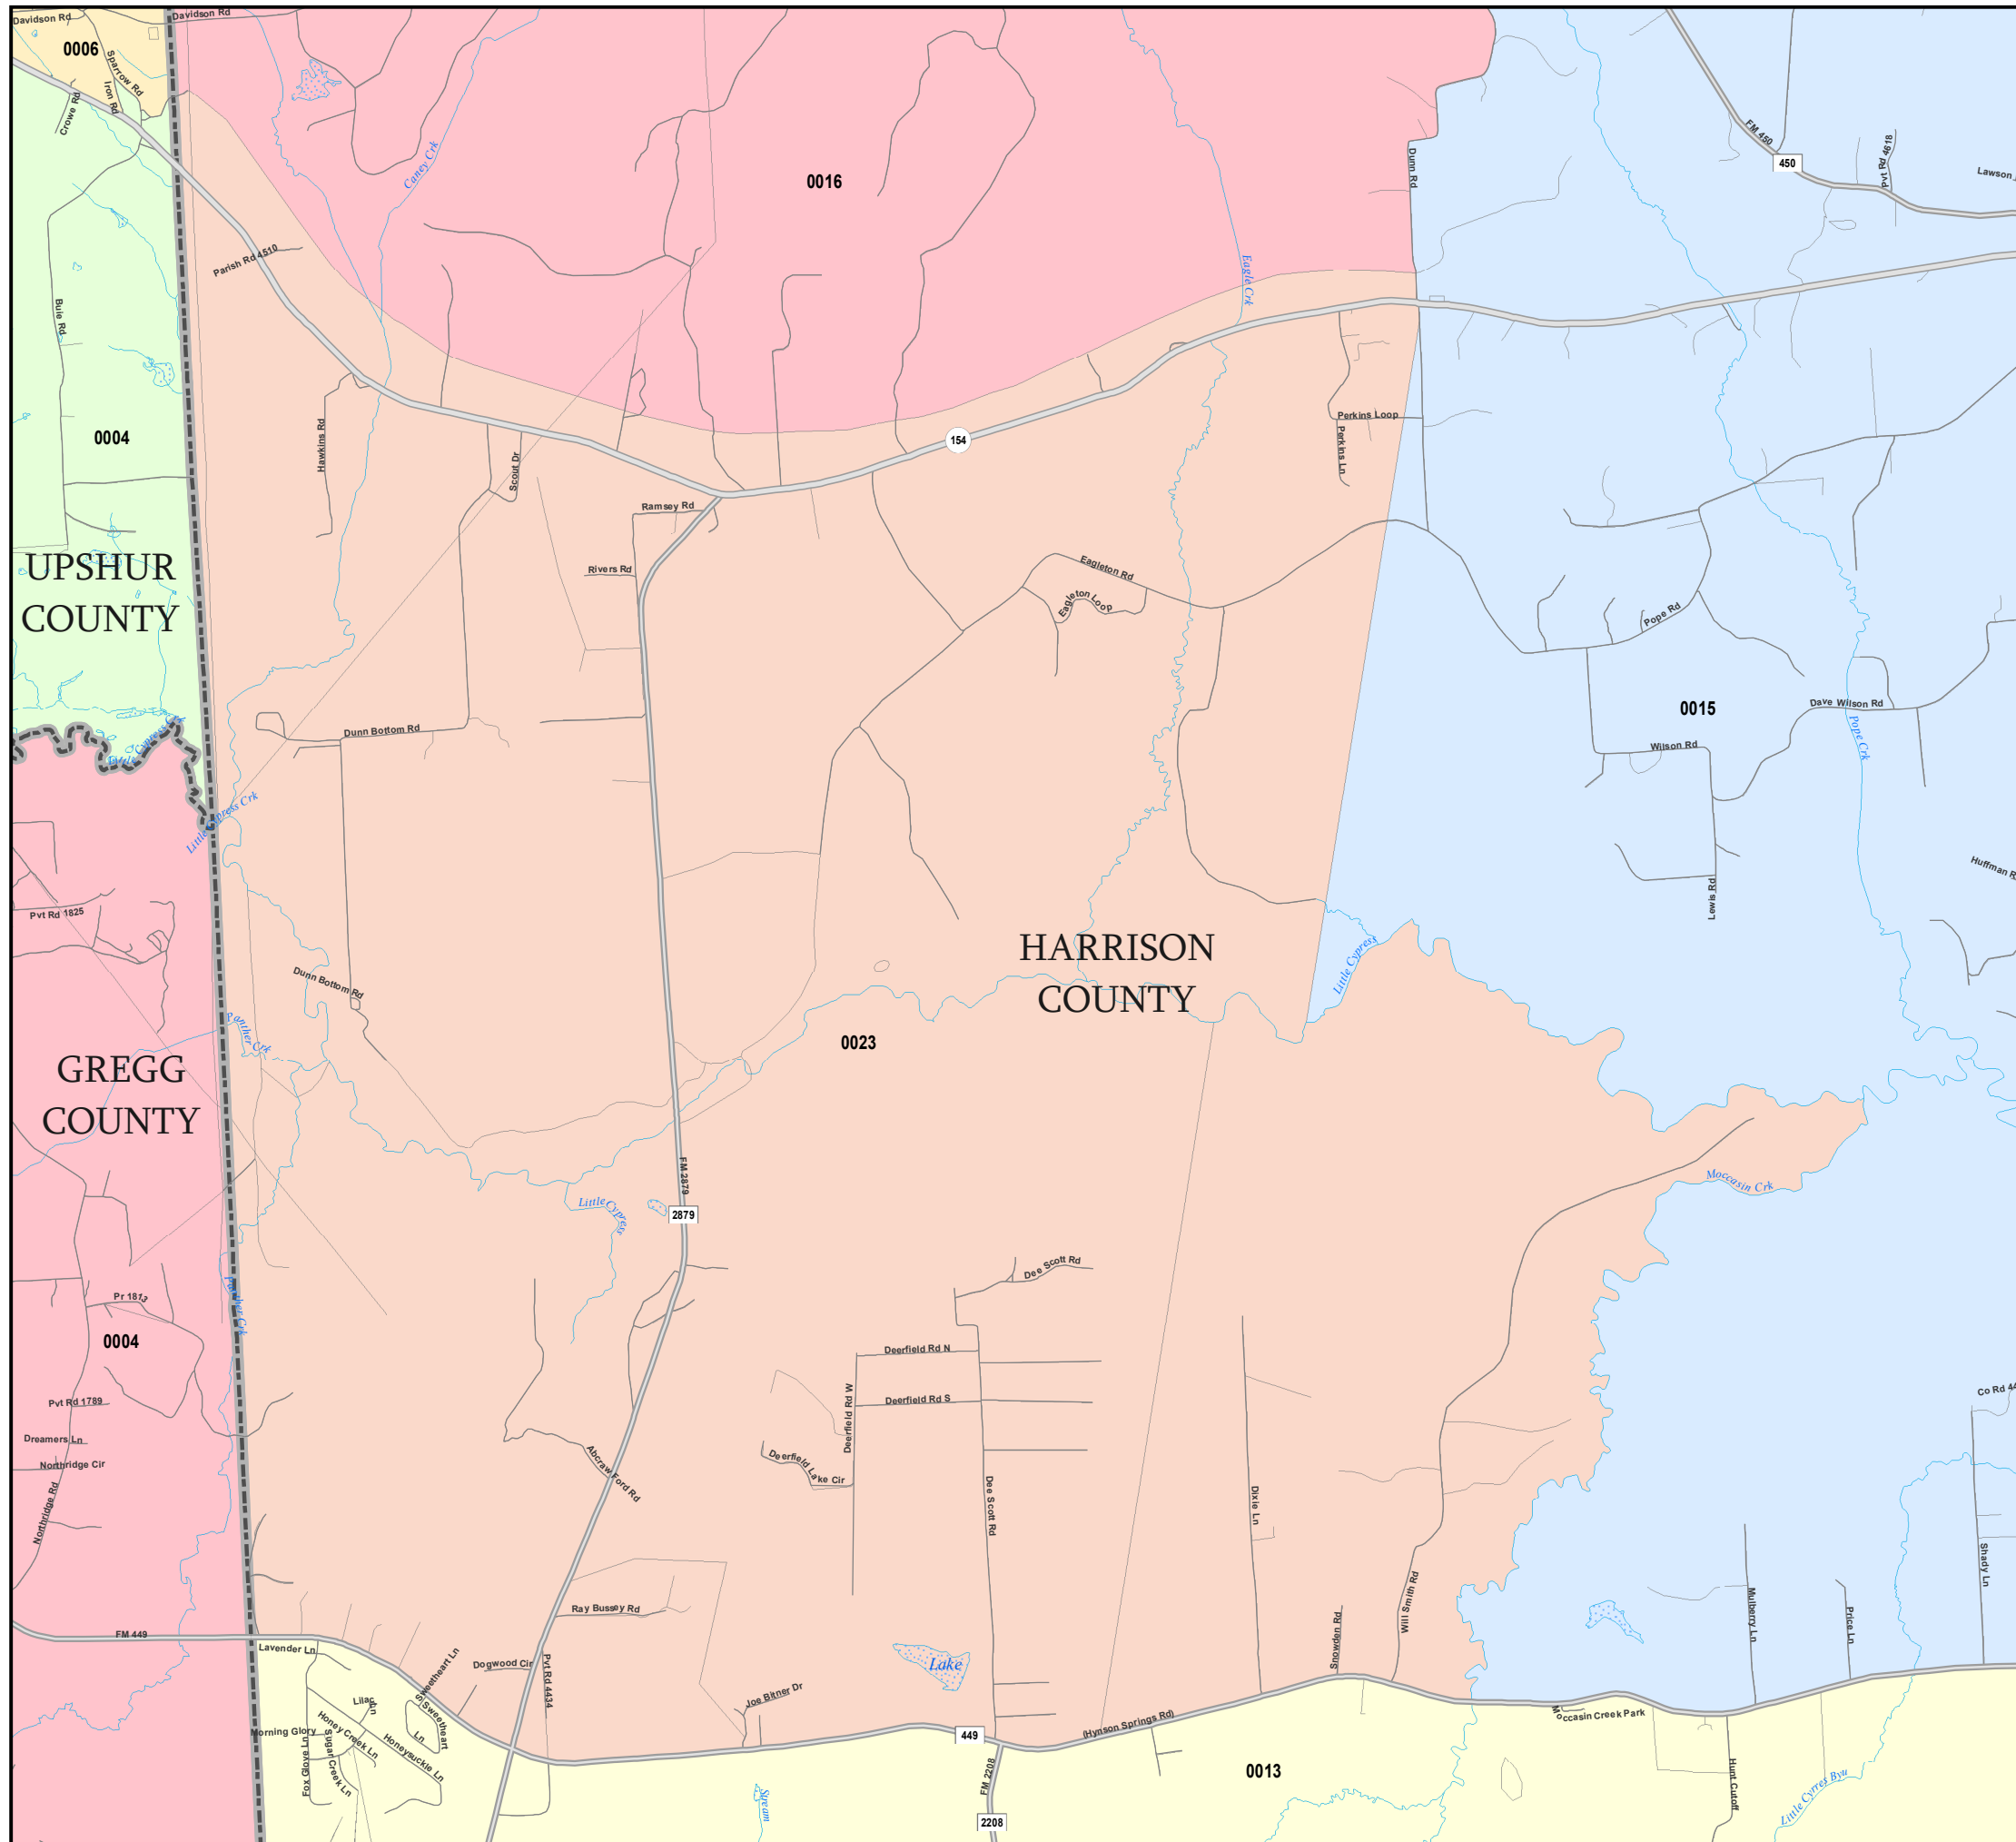 Davidson Rd
Davidson Rd
0006
Sparrow Rd
Iron Rd
Crowe Rd
Caney Crk
0016
Dunn Rd
FM 450
450
Pvt Rd 4618
Lawson
Parish Rd 4510
Eagle Crk
Buie Rd
0004
Hawkins Rd
Scout Dr
154
Perkins Loop
Perkins Ln
Ramsey Rd
UPSHUR
COUNTY
Rivers Rd
Eagleton Rd
Eagleton Loop
Pope Rd
0015
Dave Wilson Rd
Pope Crk
Wilson Rd
Dunn Bottom Rd
Little Cypress Crk
Little Cypress Crk
Huffman R
Lewis Rd
Pvt Rd 1825
HARRISON
COUNTY
Little Cypress
Dunn Bottom Rd
Panther Crk
0023
GREGG
COUNTY
FM 2879
2879
Little Cypress
Moccasin Crk
Dee Scott Rd
Panther Crk
Pr 1813
0004
Deerfield Rd N
Deerfield Rd S
Deerfield Rd W
Deerfield Lake Cir
Co Rd 44
Pvt Rd 1789
Dreamers Ln
Northridge Cir
Northridge Rd
Abcraw Ford Rd
Dee Scott Rd
Dixie Ln
Shady Ln
Will Smith Rd
Snowden Rd
Mulberry Ln
Price Ln
Ray Bussey Rd
FM 449
Lavender Ln
Sweetheart Ln
Dogwood Cir
Pvt Rd 4434
Lake
Joe Bitner Dr
Lilac Ln
S Sweetheart
Ln
Morning Glory
Honey Creek Ln
Honeysuckle Ln
Sugar Creek Ln
Fox Glove Ln
449
(Hynson Springs Rd)
Moccasin Creek Park
0013
FM 2208
2208
Stream
Hunt Cutoff
Little Cyrres Byu